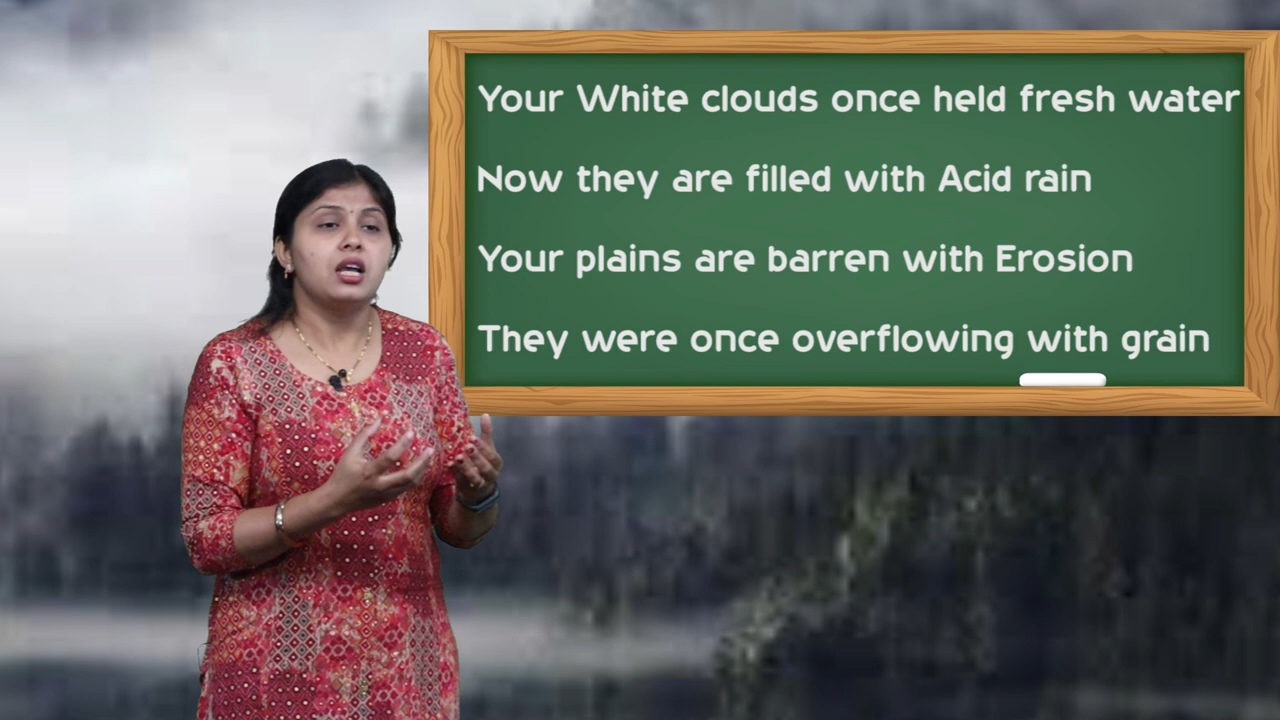 Your White clouds once held fresh water
Now they are filled with Acid rain
Your plains are barren with Erosion
They were once overflowing with grain